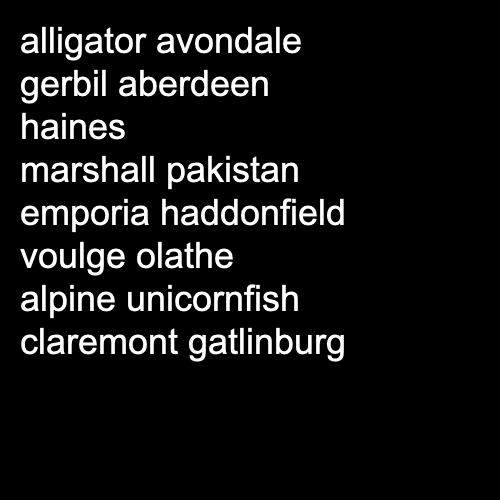 alligator avondale
gerbil aberdeen
haines
marshall pakistan
emporia haddonfield
voulge olathe
alpine unicornfish
claremont gatlinburg